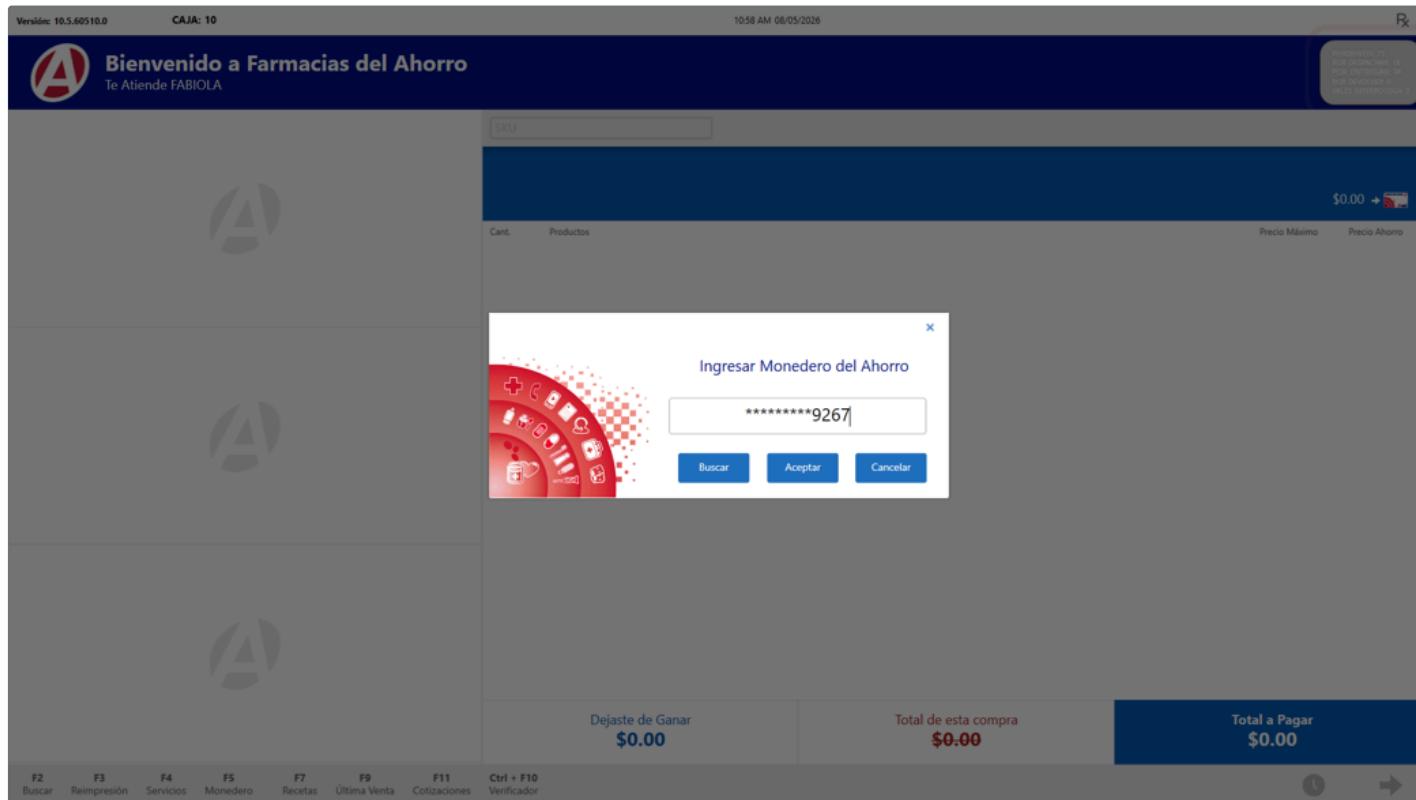 Versión: 10.5.60510.0 CAJA: 10 10:58 AM 08/05/2026
Bienvenido a Farmacias del Ahorro
Te Atiende FABIOLA
SKU
$0.00
Cant. Productos Precio Máximo Precio Ahorro
Ingresar Monedero del Ahorro
*********9267
Buscar Aceptar Cancelar
Dejaste de Ganar Total de esta compra Total a Pagar
$0.00 $0.00 $0.00
F2 F3 F4 F5 F7 F9 F11 Ctrl + F10
Buscar Reimpresión Servicios Monedero Recetas Última Venta Cotizaciones Verificador